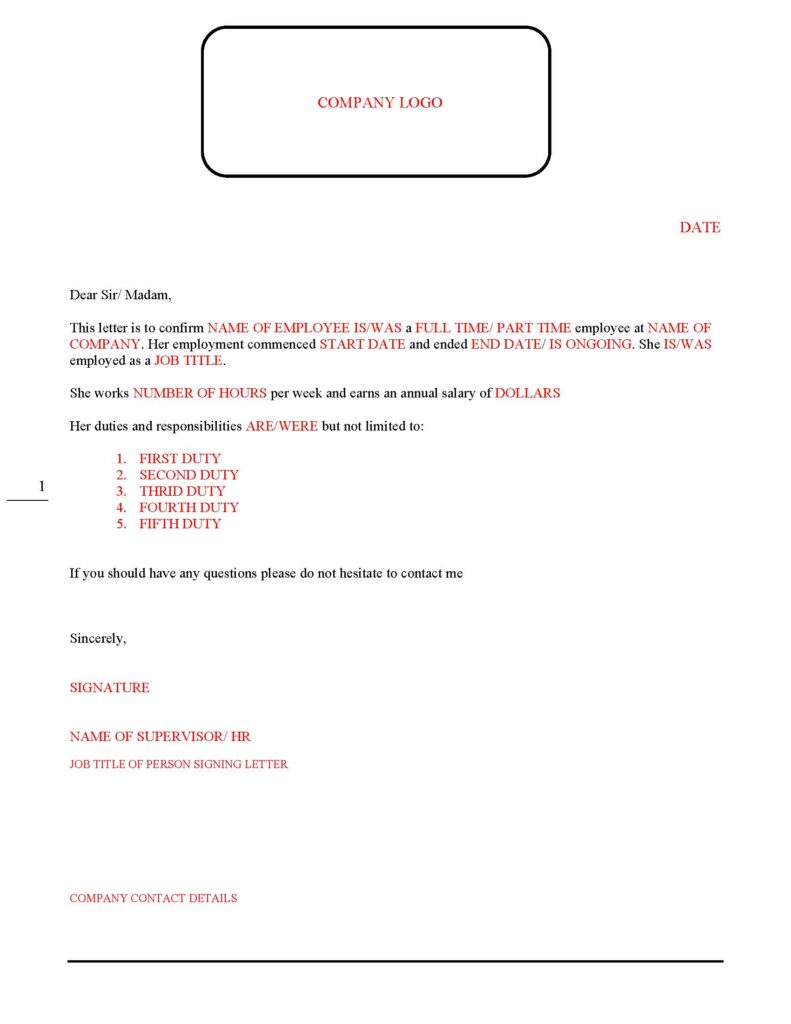 COMPANY LOGO
DATE
Dear Sir/ Madam,
This letter is to confirm NAME OF EMPLOYEE IS/WAS a FULL TIME/ PART TIME employee at NAME OF
COMPANY. Her employment commenced START DATE and ended END DATE/ IS ONGOING. She IS/WAS
employed as a JOB TITLE.
She works NUMBER OF HOURS per week and earns an annual salary of DOLLARS
Her duties and responsibilities ARE/WERE but not limited to:
1. FIRST DUTY
2. SECOND DUTY
1
3. THRID DUTY
4. FOURTH DUTY
5. FIFTH DUTY
If you should have any questions please do not hesitate to contact me
Sincerely,
SIGNATURE
NAME OF SUPERVISOR/ HR
JOB TITLE OF PERSON SIGNING LETTER
COMPANY CONTACT DETAILS